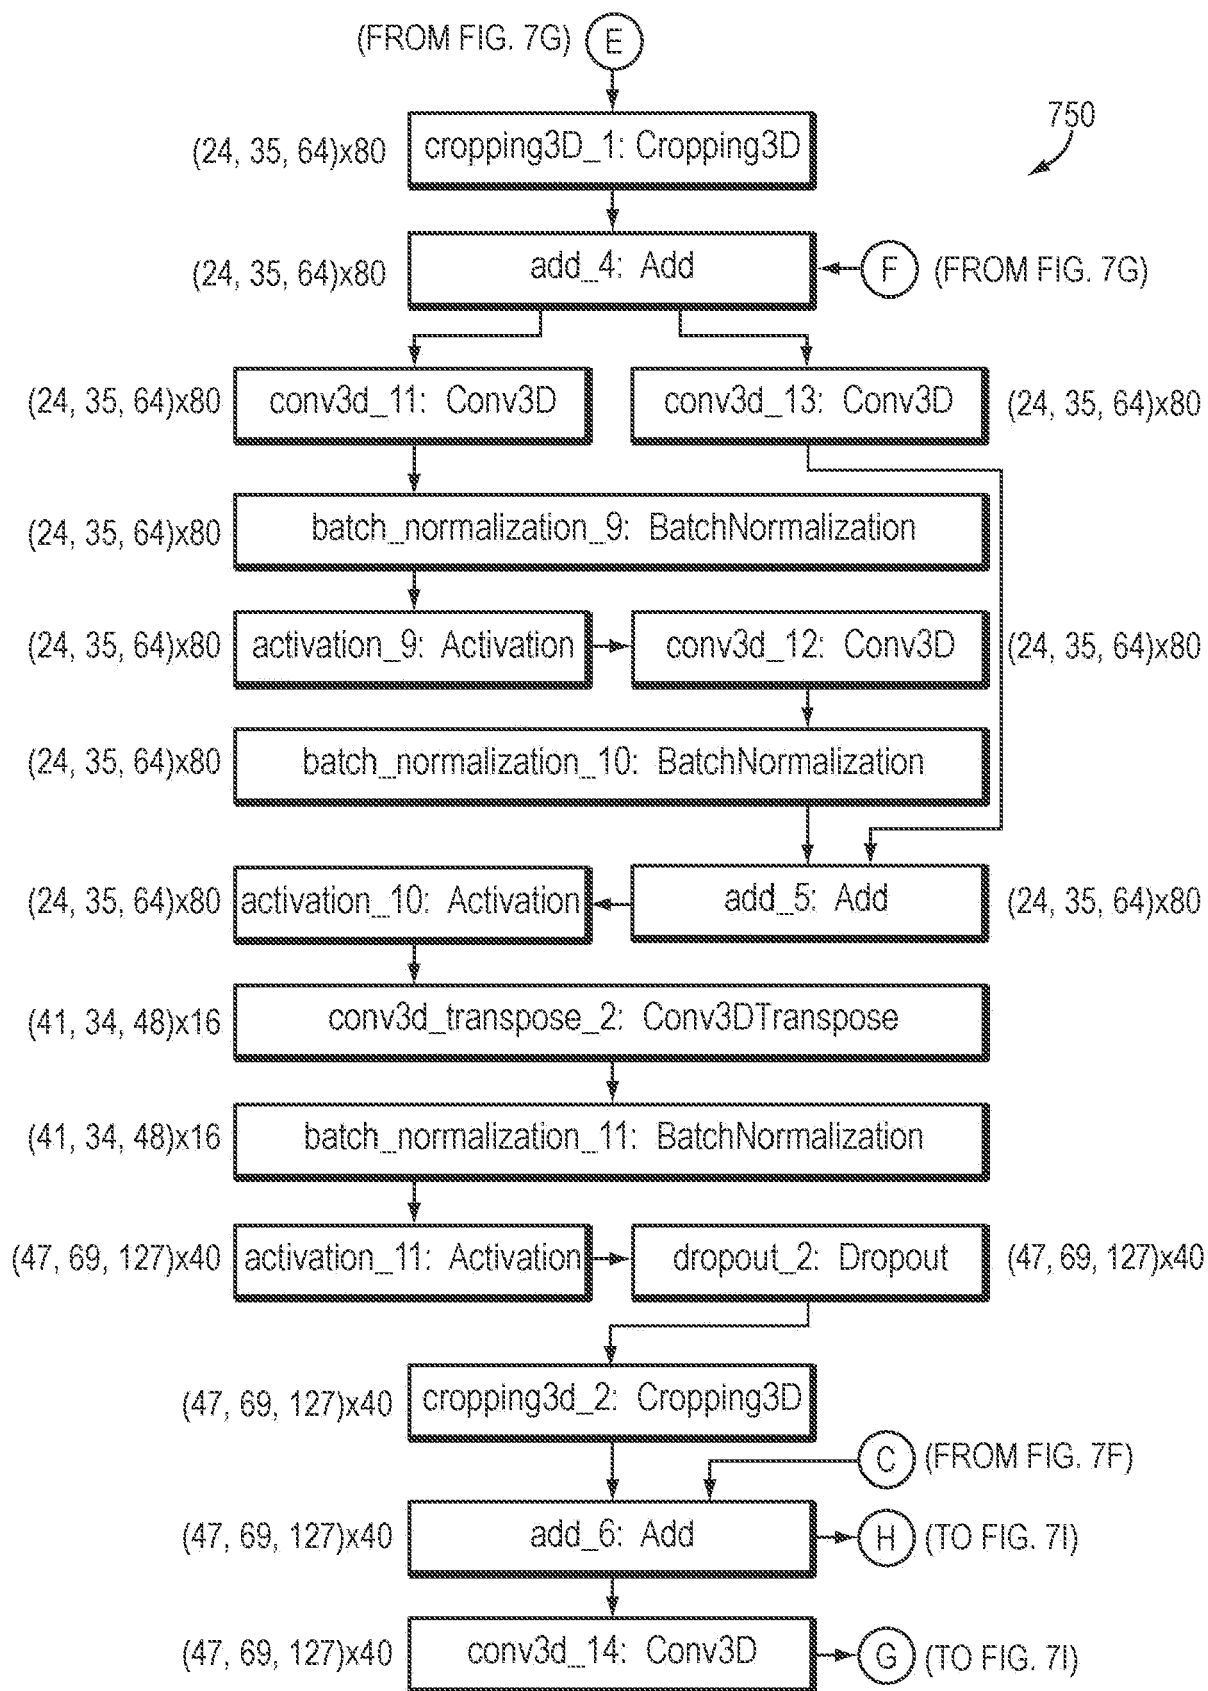 (FROM FIG. 7G) E
750
(24, 35, 64)x80 cropping3D_1: Cropping3D
(24, 35, 64)x80 add_4: Add F (FROM FIG. 7G)
(24, 35, 64)x80 conv3d_11: Conv3D conv3d_13: Conv3D (24, 35, 64)x80
(24, 35, 64)x80 batch_normalization_9: BatchNormalization
(24, 35, 64)x80 activation_9: Activation conv3d_12: Conv3D (24, 35, 64)x80
(24, 35, 64)x80 batch_normalization_10: BatchNormalization
(24, 35, 64)x80 activation_10: Activation add_5: Add (24, 35, 64)x80
(41, 34, 48)x16 conv3d_transpose_2: Conv3DTranspose
(41, 34, 48)x16 batch_normalization_11: BatchNormalization
(47, 69, 127)x40 activation_11: Activation dropout_2: Dropout (47, 69, 127)x40
(47, 69, 127)x40 cropping3d_2: Cropping3D
C (FROM FIG. 7F)
(47, 69, 127)x40 add_6: Add H (TO FIG. 7I)
(47, 69, 127)x40 conv3d_14: Conv3D G (TO FIG. 7I)